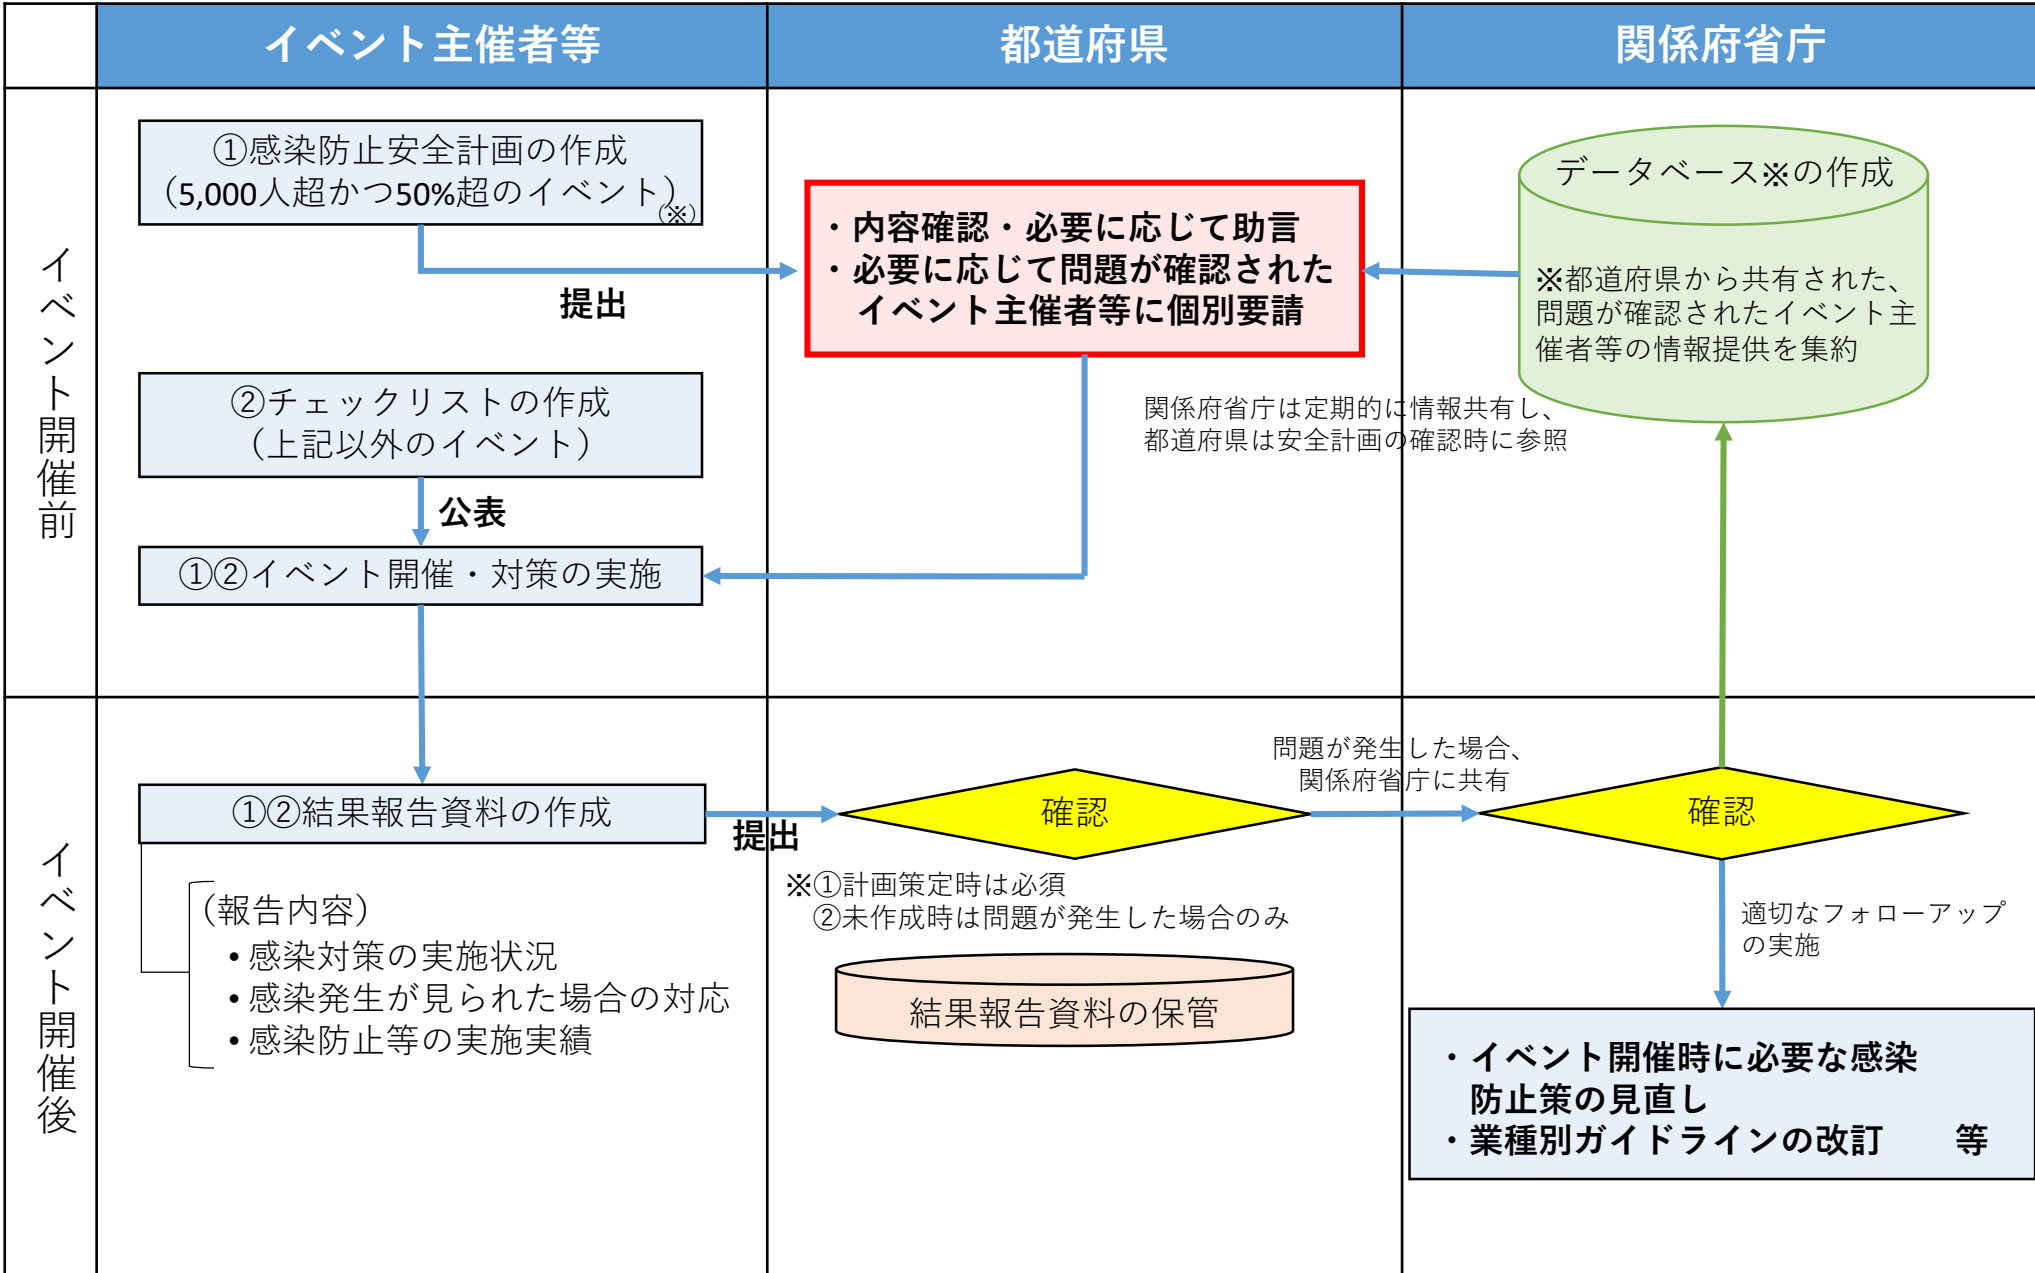 イベント主催者等
都道府県
関係府省庁
イベント開催前
①感染防止安全計画の作成
（5,000人超かつ50%超のイベント）
（※）
提出
②チェックリストの作成
（上記以外のイベント）
公表
①②イベント開催・対策の実施
・内容確認・必要に応じて助言
・必要に応じて問題が確認された
イベント主催者等に個別要請
データベース※の作成
※都道府県から共有された、
問題が確認されたイベント主
催者等の情報提供を集約
関係府省庁は定期的に情報共有し、
都道府県は安全計画の確認時に参照
イベント開催後
①②結果報告資料の作成
提出
（報告内容）
• 感染対策の実施状況
• 感染発生が見られた場合の対応
• 感染防止等の実施実績
確認
※①計画策定時は必須
②未作成時は問題が発生した場合のみ
結果報告資料の保管
問題が発生した場合、
関係府省庁に共有
確認
適切なフォローアップ
の実施
・イベント開催時に必要な感染
防止策の見直し
・業種別ガイドラインの改訂　　等